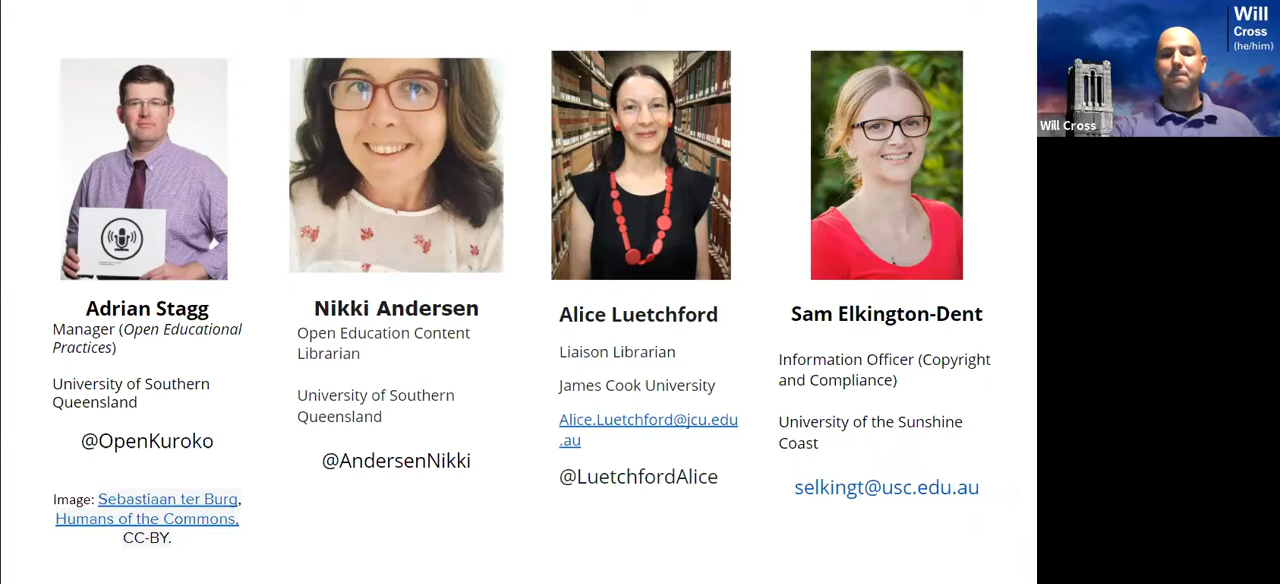 Adrian Stagg
Manager (Open Educational
Practices)
University of Southern
Queensland
@OpenKuroko
Image: Sebastiaan ter Burg,
Humans of the Commons,
CC-BY.
Nikki Andersen
Open Education Content
Librarian
University of Southern
Queensland
@AndersenNikki
Alice Luetchford
Liaison Librarian
James Cook University
Alice.Luetchford@jcu.edu
.au
@LuetchfordAlice
Sam Elkington-Dent
Information Officer (Copyright
and Compliance)
University of the Sunshine
Coast
selkingt@usc.edu.au
Will
Cross
(he/him)
Will Cross